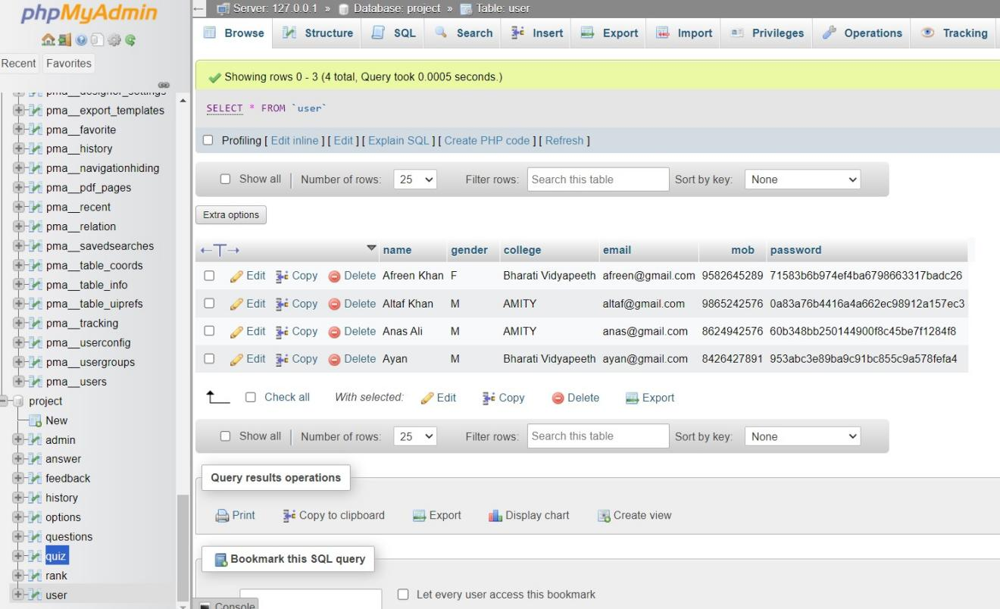 phpMyAdmin
Recent Favorites
pma__designer_settings
pma__export_templates
pma__favorite
pma__history
pma__navigationhiding
pma__pdf_pages
pma__recent
pma__relation
pma__savedsearches
pma__table_coords
pma__table_info
pma__table_uiprefs
pma__tracking
pma__userconfig
pma__usergroups
pma__users
project
New
admin
answer
feedback
history
options
questions
quiz
rank
user
Server: 127.0.0.1 » Database: project » Table: user
Browse Structure SQL Search Insert Export Import Privileges Operations Tracking
Showing rows 0 - 3 (4 total, Query took 0.0005 seconds.)
SELECT * FROM `user`
Profiling [ Edit inline ] [ Edit ] [ Explain SQL ] [ Create PHP code ] [ Refresh ]
Show all | Number of rows: 25 Filter rows: Search this table Sort by key: None
Extra options
←T→ name gender college email mob password
Edit Copy Delete Afreen Khan F Bharati Vidyapeeth afreen@gmail.com 9582645289 71583b6b974ef4ba6798663317badc26
Edit Copy Delete Altaf Khan M AMITY altaf@gmail.com 9865242576 0a83a76b4416a4a662ec98912a157ec3
Edit Copy Delete Anas Ali M AMITY anas@gmail.com 8624942576 60b348bb250144900f8c45be7f1284f8
Edit Copy Delete Ayan M Bharati Vidyapeeth ayan@gmail.com 8426427891 953abc3e89ba9c91bc855c9a578fefa4
Check all With selected: Edit Copy Delete Export
Show all | Number of rows: 25 Filter rows: Search this table Sort by key: None
Query results operations
Print Copy to clipboard Export Display chart Create view
Bookmark this SQL query
Let every user access this bookmark
Console